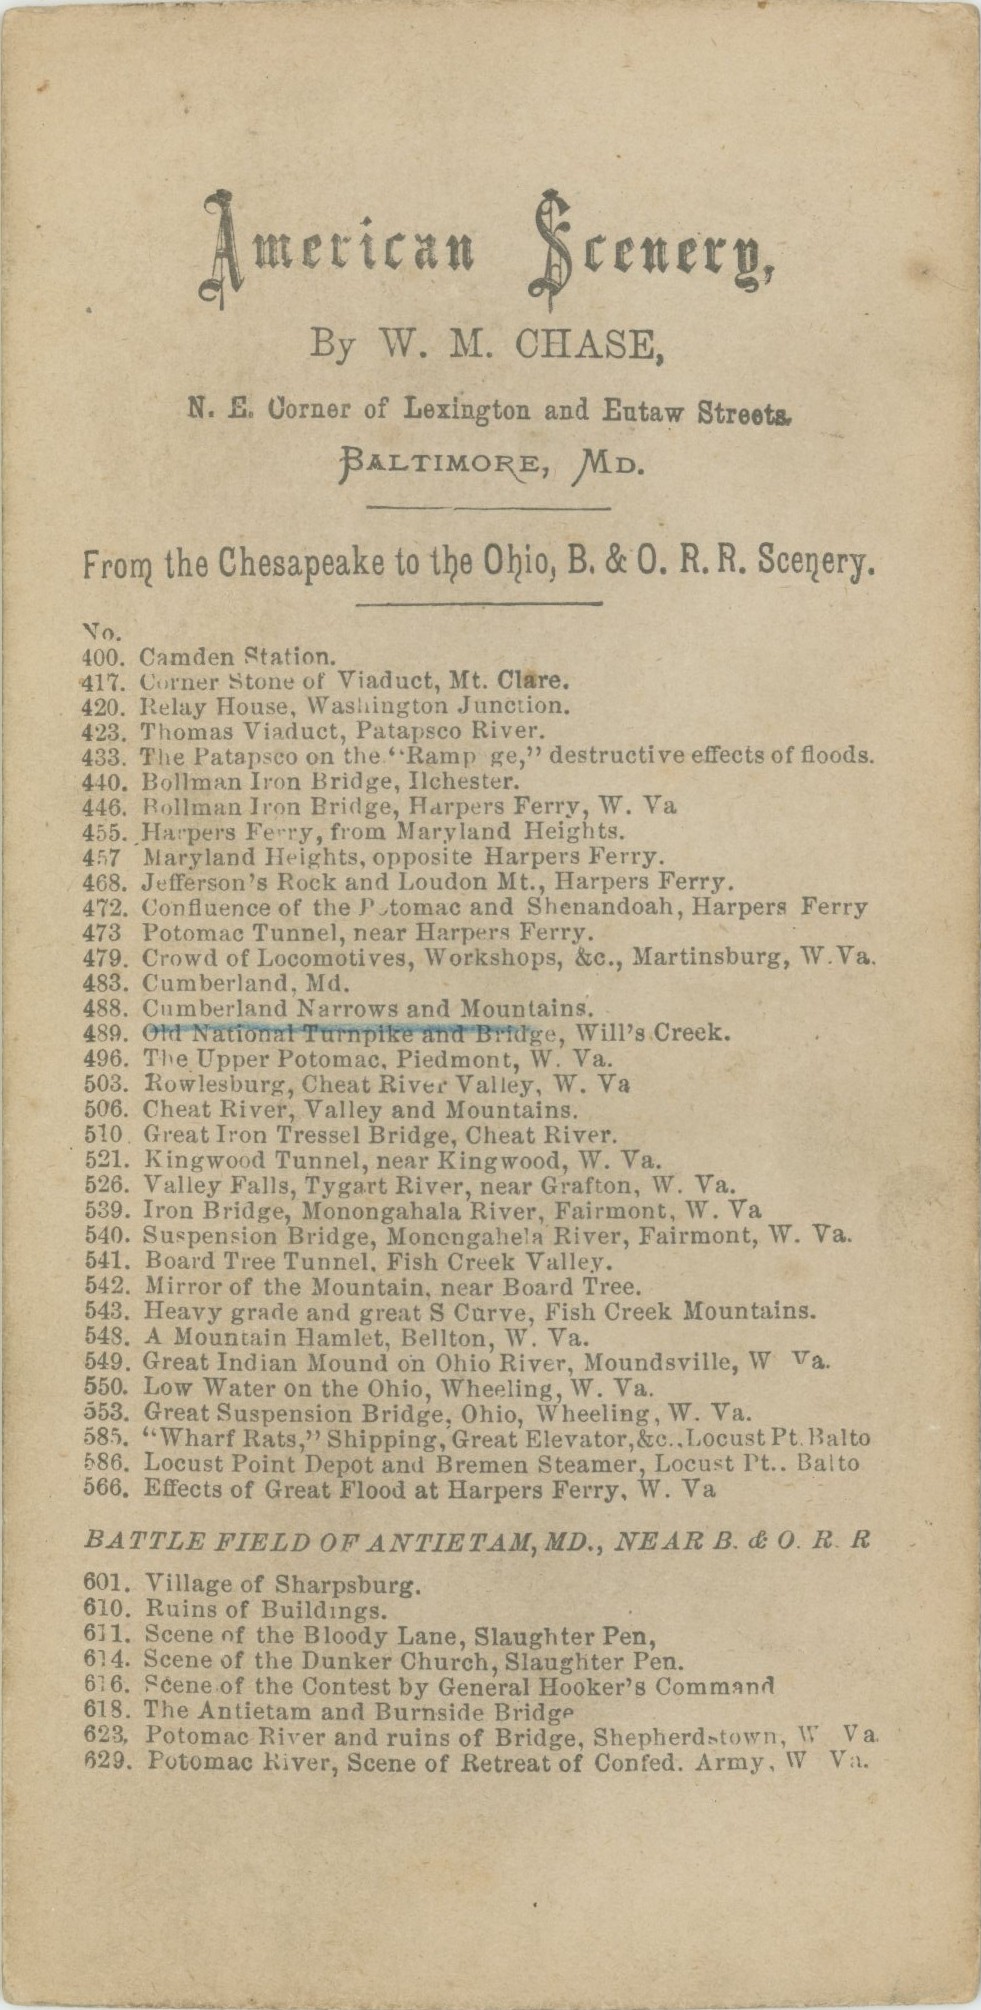 American Scenery,
By W. M. CHASE,
N. E. Corner of Lexington and Eutaw Streets.
BALTIMORE, MD.
From the Chesapeake to the Ohio, B. & O. R. R. Scenery.
No.
400. Camden Station.
417. Corner Stone of Viaduct, Mt. Clare.
420. Relay House, Washington Junction.
423. Thomas Viaduct, Patapsco River.
433. The Patapsco on the "Ramp ge," destructive effects of floods.
440. Bollman Iron Bridge, Ilchester.
446. Bollman Iron Bridge, Harpers Ferry, W. Va
455. Harpers Ferry, from Maryland Heights.
457 Maryland Heights, opposite Harpers Ferry.
468. Jefferson's Rock and Loudon Mt., Harpers Ferry.
472. Confluence of the Potomac and Shenandoah, Harpers Ferry
473 Potomac Tunnel, near Harpers Ferry.
479. Crowd of Locomotives, Workshops, &c., Martinsburg, W. Va.
483. Cumberland, Md.
488. Cumberland Narrows and Mountains.
489. Old National Turnpike and Bridge, Will's Creek.
496. The Upper Potomac, Piedmont, W. Va.
503. Rowlesburg, Cheat River Valley, W. Va
506. Cheat River, Valley and Mountains.
510. Great Iron Tressel Bridge, Cheat River.
521. Kingwood Tunnel, near Kingwood, W. Va.
526. Valley Falls, Tygart River, near Grafton, W. Va.
539. Iron Bridge, Monongahala River, Fairmont, W. Va
540. Suspension Bridge, Monongahela River, Fairmont, W. Va.
541. Board Tree Tunnel, Fish Creek Valley.
542. Mirror of the Mountain, near Board Tree.
543. Heavy grade and great S Curve, Fish Creek Mountains.
548. A Mountain Hamlet, Bellton, W. Va.
549. Great Indian Mound on Ohio River, Moundsville, W Va.
550. Low Water on the Ohio, Wheeling, W. Va.
553. Great Suspension Bridge, Ohio, Wheeling, W. Va.
585. "Wharf Rats," Shipping, Great Elevator, &c., Locust Pt. Balto
586. Locust Point Depot and Bremen Steamer, Locust Pt.. Balto
566. Effects of Great Flood at Harpers Ferry, W. Va
BATTLE FIELD OF ANTIETAM, MD., NEAR B. & O. R. R
601. Village of Sharpsburg.
610. Ruins of Buildings.
611. Scene of the Bloody Lane, Slaughter Pen,
614. Scene of the Dunker Church, Slaughter Pen.
616. Scene of the Contest by General Hooker's Command
618. The Antietam and Burnside Bridge
623. Potomac River and ruins of Bridge, Shepherdstown, W Va.
629. Potomac River, Scene of Retreat of Confed. Army, W Va.